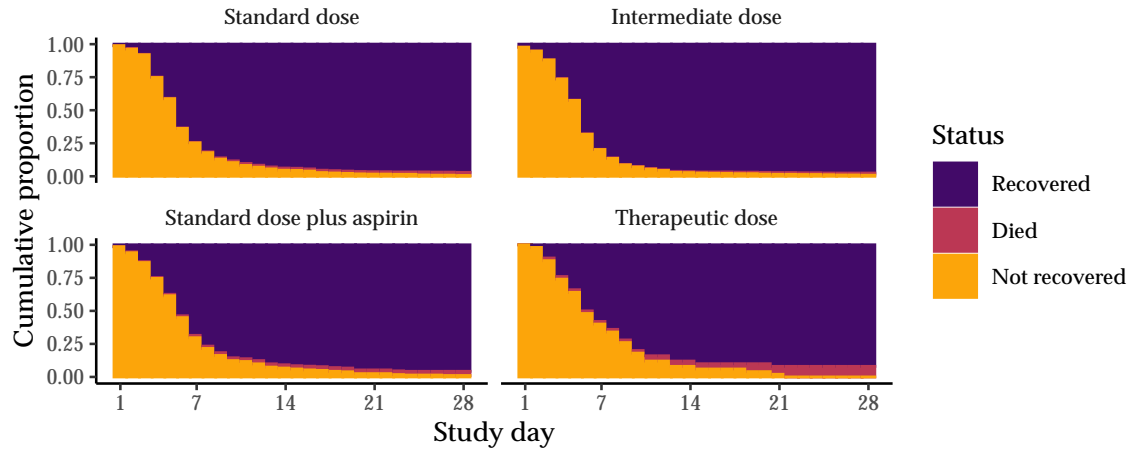 Standard dose
Intermediate dose
1.00
0.75
0.50
0.25
0.00
Standard dose plus aspirin
Therapeutic dose
1.00
0.75
0.50
0.25
0.00
1 7 14 21 28
1 7 14 21 28
Study day
Cumulative proportion
Status
Recovered
Died
Not recovered